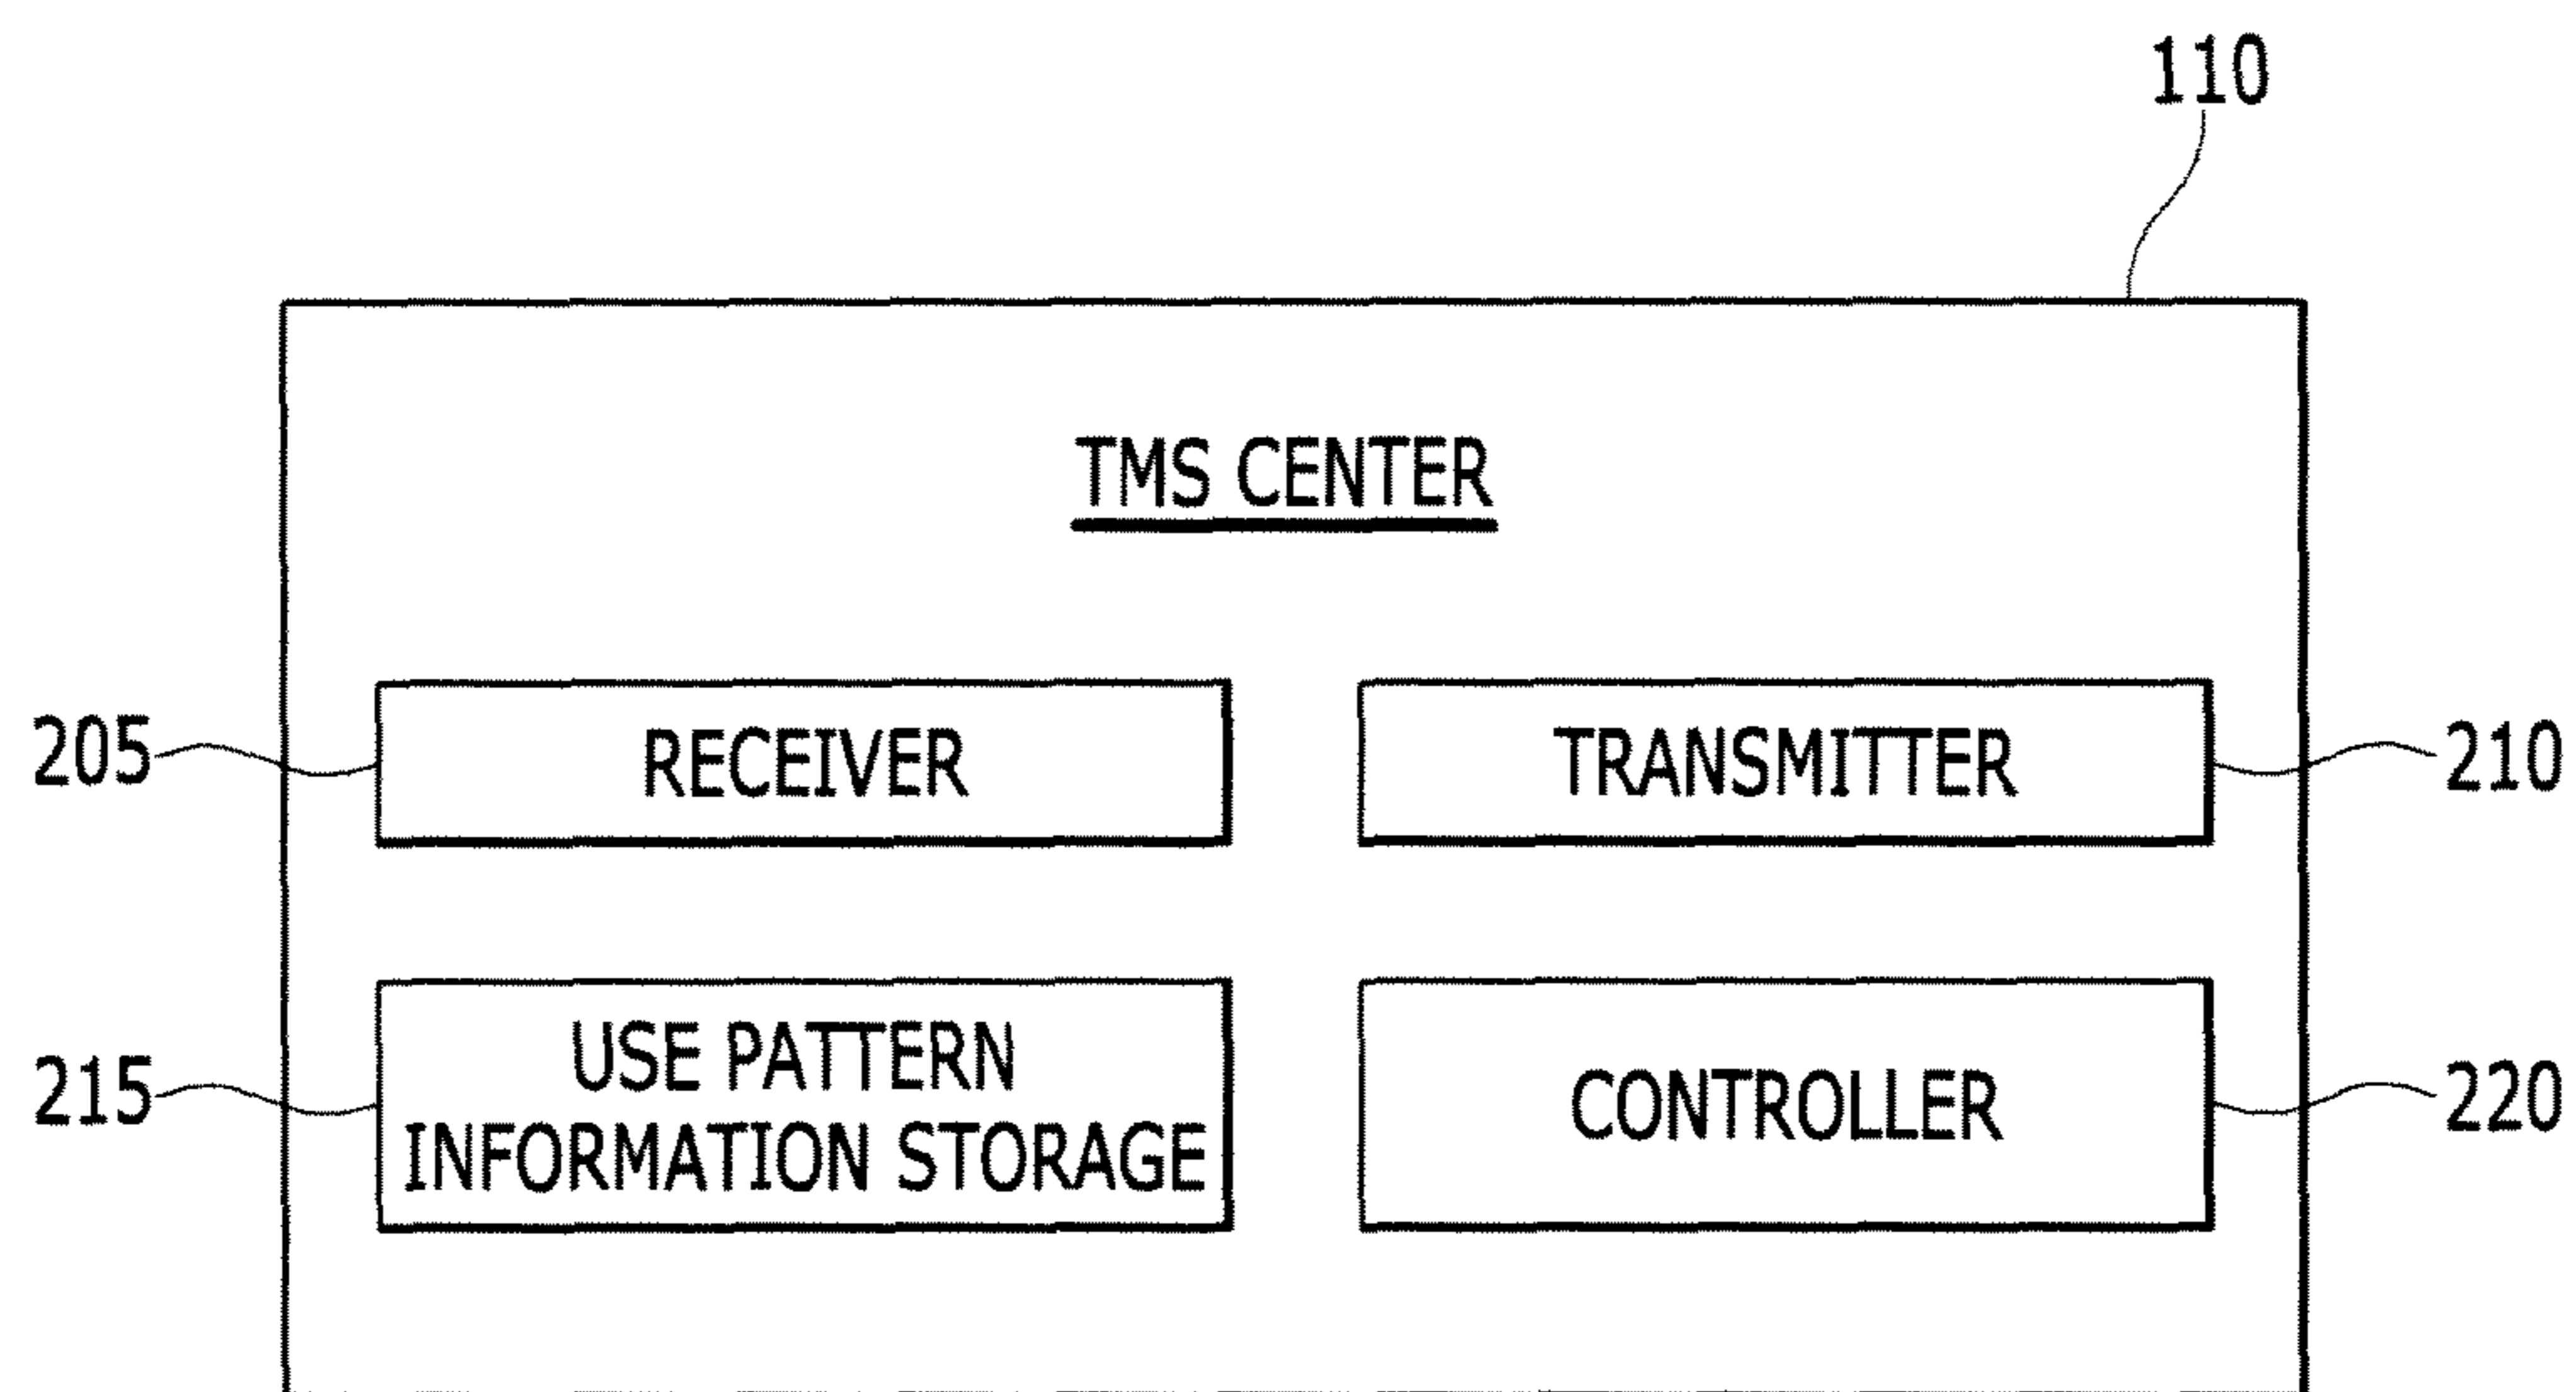 110
TMS CENTER
205
RECEIVER
TRANSMITTER
210
215
USE PATTERN
INFORMATION STORAGE
CONTROLLER
220